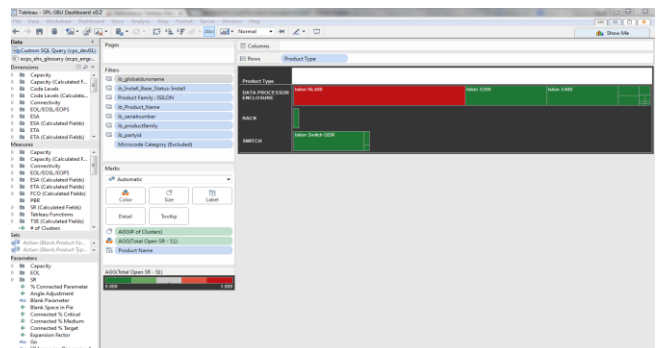 Tableau - SPL-SBU Dashboard v0.2
File Data Worksheet Dashboard Story Analysis Map Format Server Window Help
Normal
Show Me
Data
Custom SQL Query (cps_dev01)
Dimensions
Capacity
Capacity (Calculated F...
Code Levels
Code Levels (Calculate...
Connectivity
EOL/EOSL/EOPS
ESA
ESA (Calculated Fields)
ETA
ETA (Calculated Fields)
Measures
Capacity
Capacity (Calculated F...
Connectivity
EOL/EOSL/EOPS
ESA (Calculated Fields)
ETA (Calculated Fields)
FCO (Calculated Fields)
PBR
SR (Calculated Fields)
Tableau Functions
TSE (Calculated Fields)
# of Clusters
Sets
Action (Blank,Product Fa...
Action (Blank,Product Typ...
Parameters
Capacity
EOL
SR
% Connected Parameter
Angle Adjustment
Blank Parameter
Blank Space in Pie
Connected % Critical
Connected % Medium
Connected % Target
Expansion Factor
Go
Pages
Filters
ib_globalduns​name
ib_Install_Base_Status: Install
Product Family: ISILON
ib_Product_Name
ib_serialnumber
ib_productfamily
ib_partyid
Microcode Category (Excluded)
Marks
Automatic
Color
Size
Label
Detail
Tooltip
AGG(# of Clusters)
AGG(Total Open SR - S1)
Product Name
AGG(Total Open SR - S1)
0.000
1.000
Columns
Rows
Product Type
Product Type
DATA PROCESSOR ENCLOSURE
Isilon NL400
Isilon X200
Isilon X400
RACK
SWITCH
Isilon Switch QDR